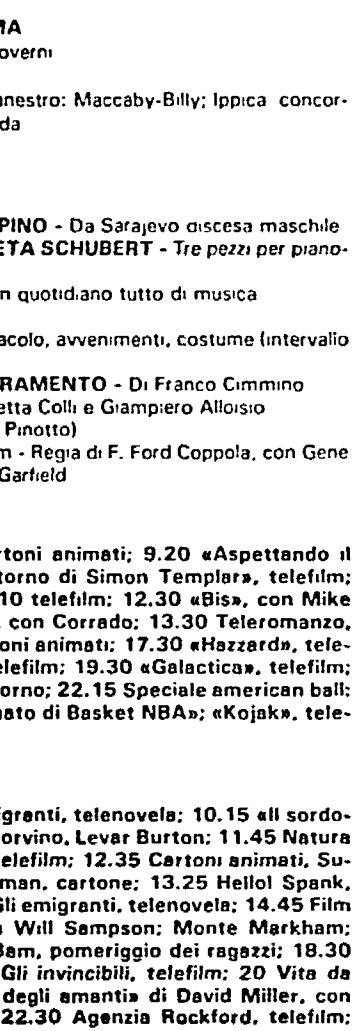 MA
overni
anestro: Maccaby-Billy; Ippica concor-
da
PINO - Da Sarajevo discesa maschile
ETA SCHUBERT - Tre pezzi per piano-
n quotidiano tutto di musica
acolo, avvenimenti, costume (intervallo
RAMENTO - Di Franco Cimmino
etta Colli e Giampiero Alloisio
Pinotto)
m - Regia di F. Ford Coppola, con Gene
Garfield
rtoni animati; 9.20 «Aspettando il
torno di Simon Templar», telefilm;
10 telefilm; 12.30 «Bis», con Mike
, con Corrado; 13.30 Teleromanzo,
oni animati; 17.30 «Hazzard», tele-
elefilm; 19.30 «Galactica», telefilm;
orno; 22.15 Speciale american ball;
nato di Basket NBA»; «Kojak», tele-
igranti, telenovela; 10.15 «Il sordo-
orvino, Levar Burton; 11.45 Natura
elefilm; 12.35 Cartoni animati, Su-
man, cartone; 13.25 Hello! Spank,
Gli emigranti, telenovela; 14.45 Film
Will Sampson; Monte Markham;
Bam, pomeriggio dei ragazzi; 18.30
Gli invincibili, telefilm; 20 Vita da
degli amanti» di David Miller, con
22.30 Agenzia Rockford, telefilm;